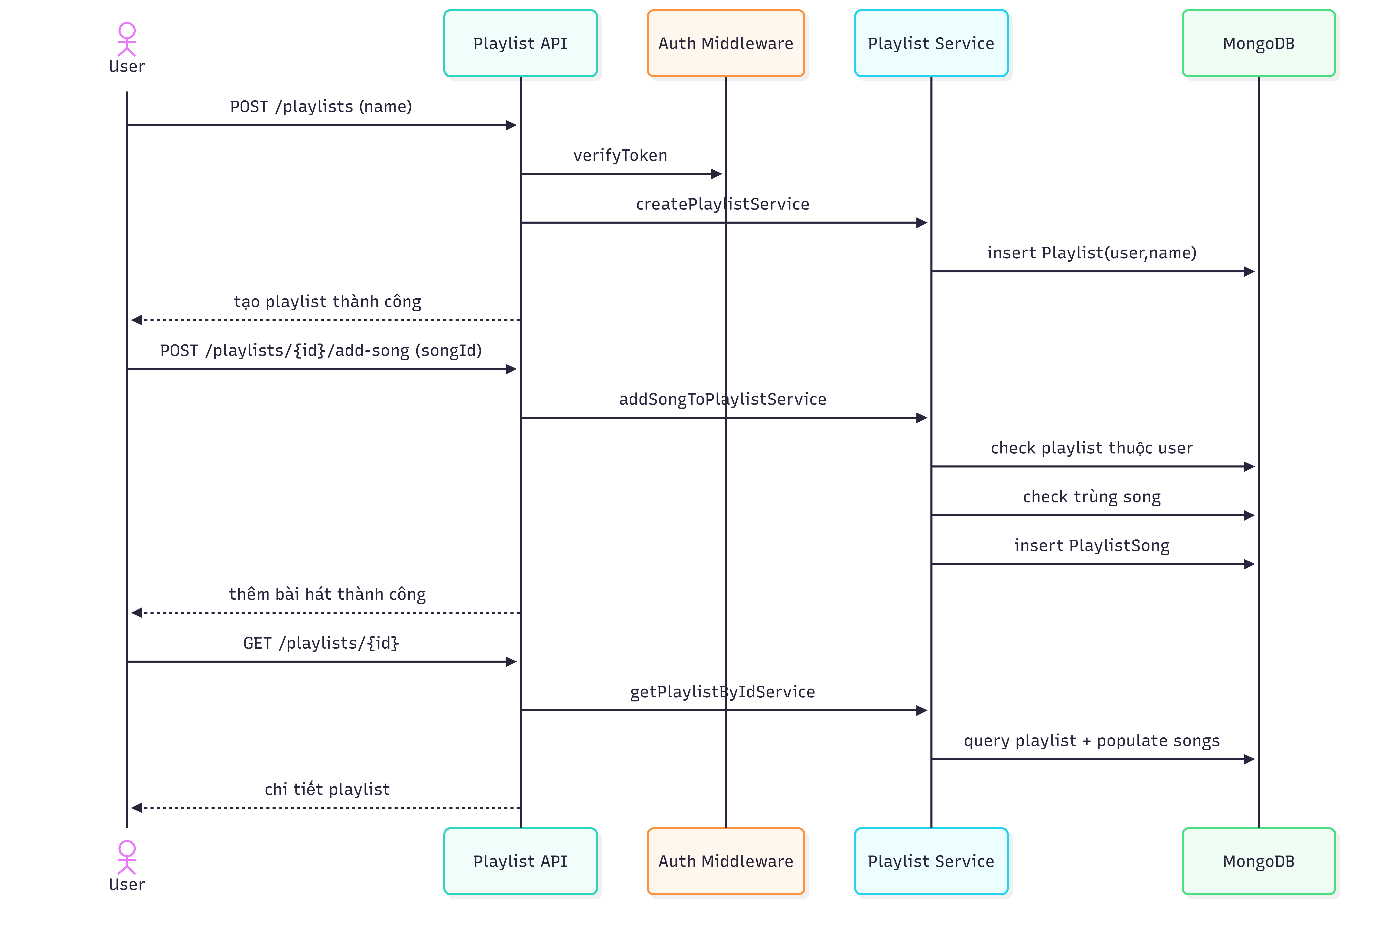 User
Playlist API
Auth Middleware
Playlist Service
MongoDB
POST /playlists (name)
verifyToken
createPlaylistService
insert Playlist(user,name)
tạo playlist thành công
POST /playlists/{id}/add-song (songId)
addSongToPlaylistService
check playlist thuộc user
check trùng song
insert PlaylistSong
thêm bài hát thành công
GET /playlists/{id}
getPlaylistByIdService
query playlist + populate songs
chi tiết playlist
User
Playlist API
Auth Middleware
Playlist Service
MongoDB